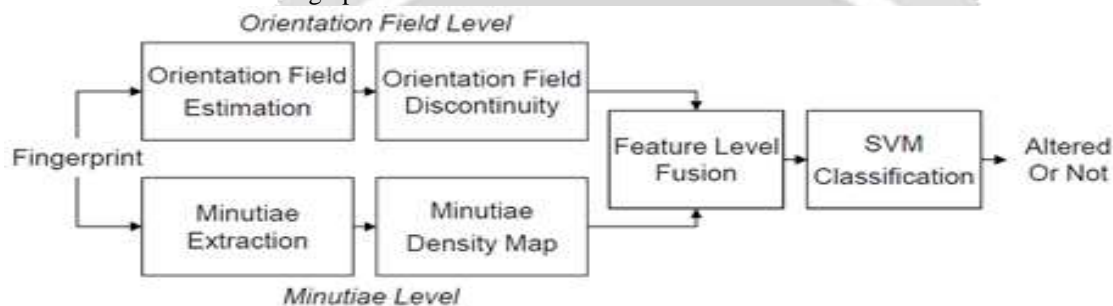 Orientation Field Level
Orientation Field
Estimation
Orientation Field
Discontinuity
Fingerprint
Feature Level
Fusion
SVM
Classification
Altered
Or Not
Minutiae
Extraction
Minutiae
Density Map
Minutiae Level